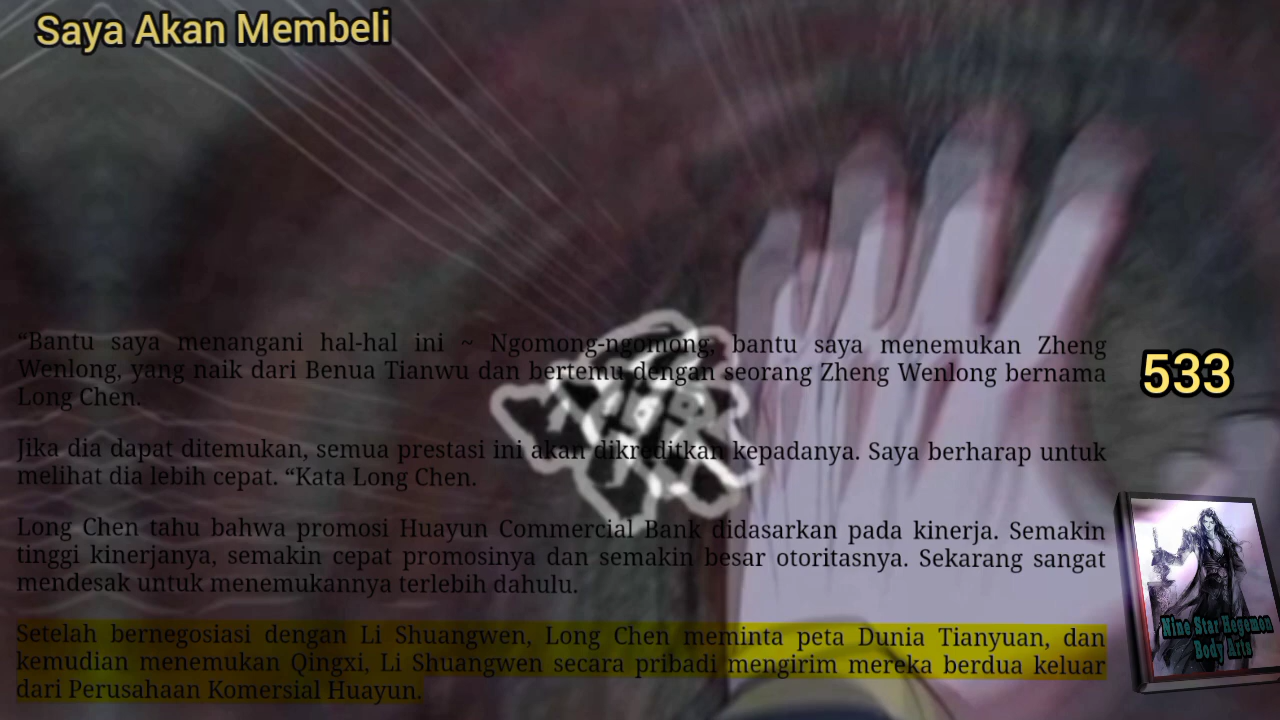 Saya Akan Membeli
“Bantu saya menangani hal-hal ini ~ Ngomong-ngomong, bantu saya menemukan Zheng
Wenlong, yang naik dari Benua Tianwu dan bertemu dengan seorang Zheng Wenlong bernama
Long Chen.
533
Jika dia dapat ditemukan, semua prestasi ini akan dikreditkan kepadanya. Saya berharap untuk
melihat dia lebih cepat. “Kata Long Chen.
Long Chen tahu bahwa promosi Huayun Commercial Bank didasarkan pada kinerja. Semakin
tinggi kinerjanya, semakin cepat promosinya dan semakin besar otoritasnya. Sekarang sangat
mendesak untuk menemukannya terlebih dahulu.
Setelah bernegosiasi dengan Li Shuangwen, Long Chen meminta peta Dunia Tianyuan, dan
kemudian menemukan Qingxi, Li Shuangwen secara pribadi mengirim mereka berdua keluar
dari Perusahaan Komersial Huayun.
Nine Star Hegemon
Body Arts